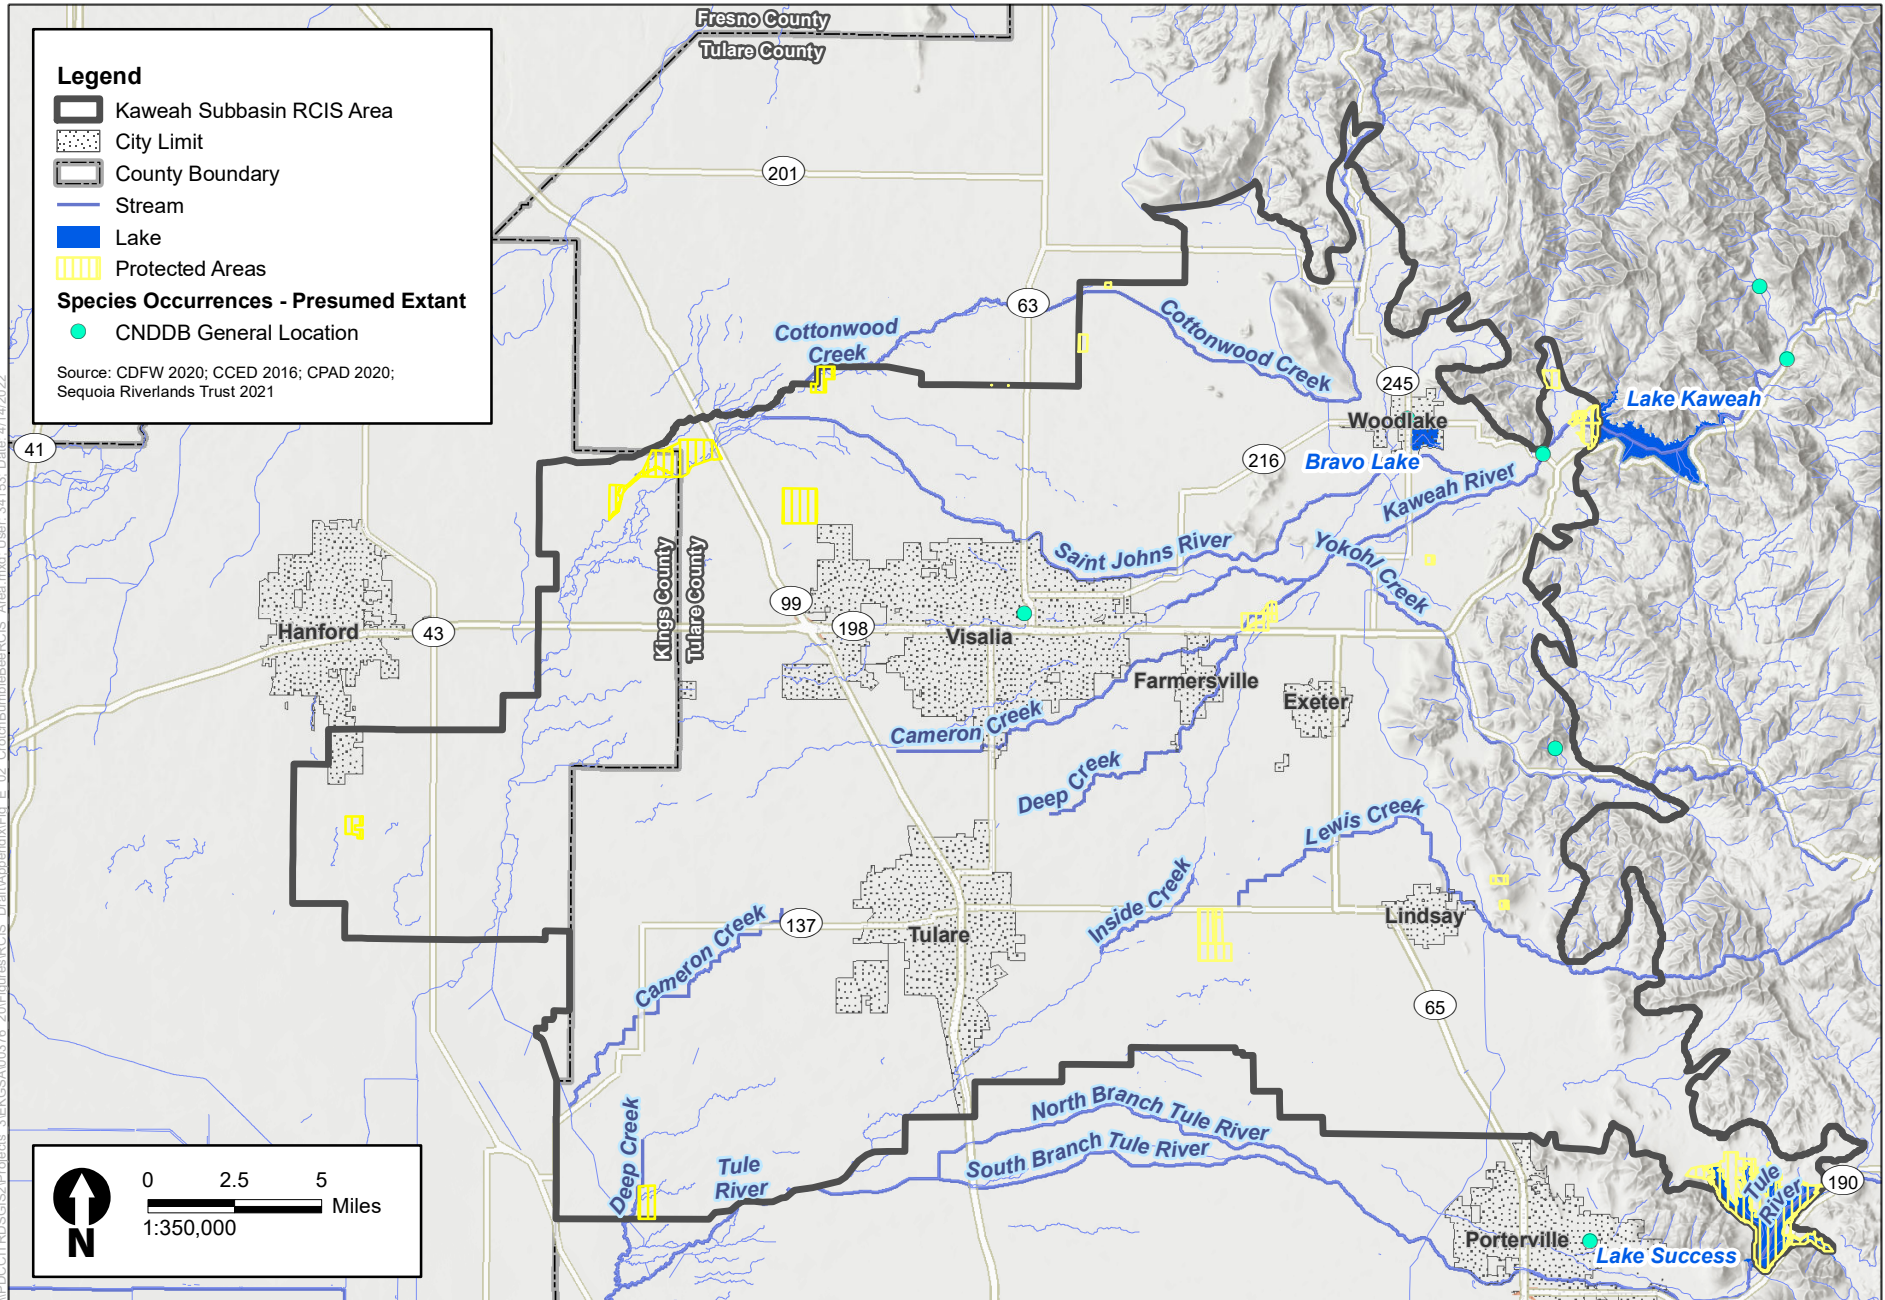 Fresno County
Tulare County
Legend
Kaweah Subbasin RCIS Area
City Limit
County Boundary
Stream
Lake
Protected Areas
Species Occurrences - Presumed Extant
CNDDB General Location
Source: CDFW 2020; CCED 2016; CPAD 2020;
Sequoia Riverlands Trust 2021
201
63
Cottonwood
Creek
Cottonwood Creek
245
Lake Kaweah
Woodlake
41
216
Bravo Lake
Kaweah River
Saint Johns River
Yokohl Creek
Kings County
Tulare County
99
198
Hanford
43
Visalia
Farmersville
Exeter
Cameron Creek
Deep Creek
Lewis Creek
Inside Creek
Cameron Creek
137
Tulare
Lindsay
65
North Branch Tule River
South Branch Tule River
Deep Creek
Tule
River
Tule
River
190
Porterville
Lake Success
0 2.5 5
Miles
1:350,000
N